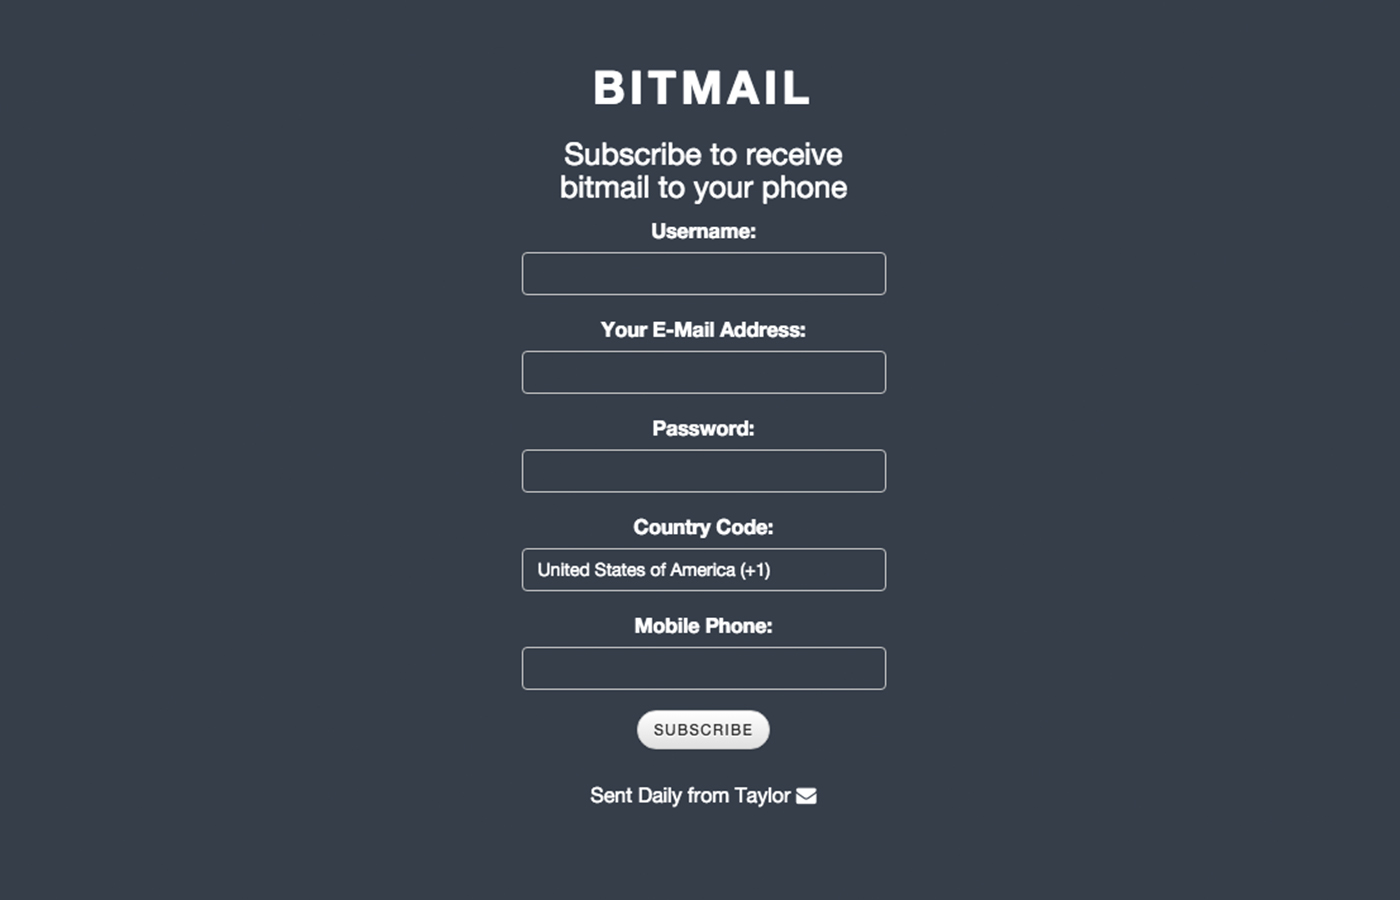 BITMAIL
Subscribe to receive
bitmail to your phone
Username:
Your E-Mail Address:
Password:
Country Code:
United States of America (+1)
Mobile Phone:
SUBSCRIBE
Sent Daily from Taylor